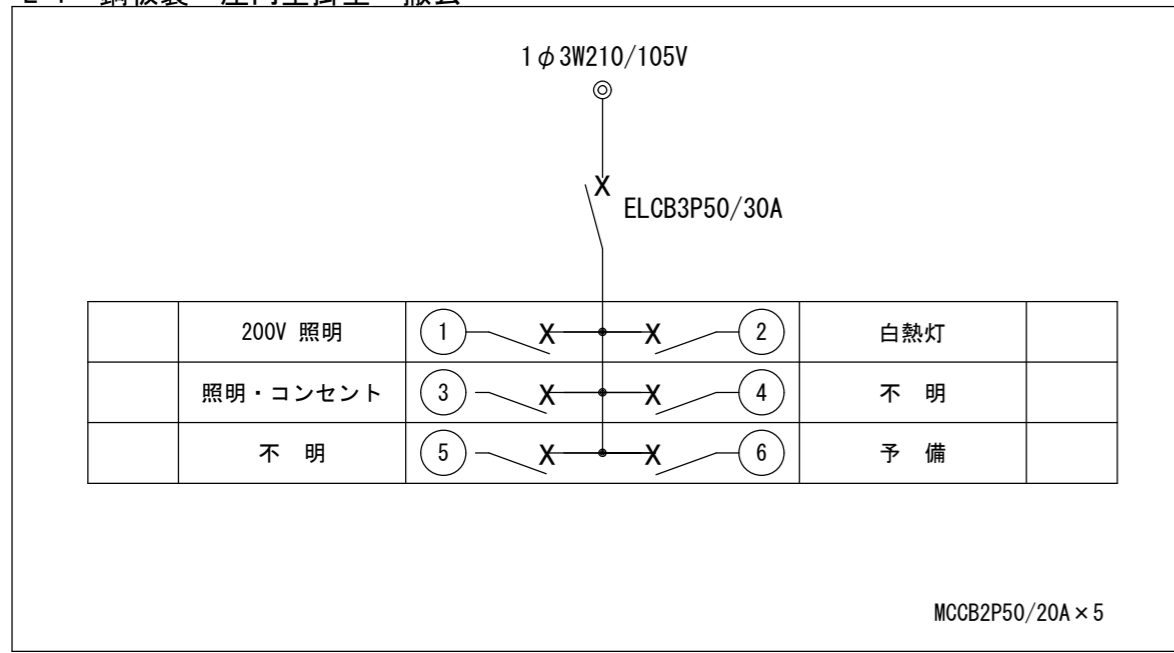 1φ3W210/105V
ELCB3P50/30A
200V 照明 1 2 白熱灯
照明・コンセント 3 4 不 明
不 明 5 6 予 備
MCCB2P50/20A×5